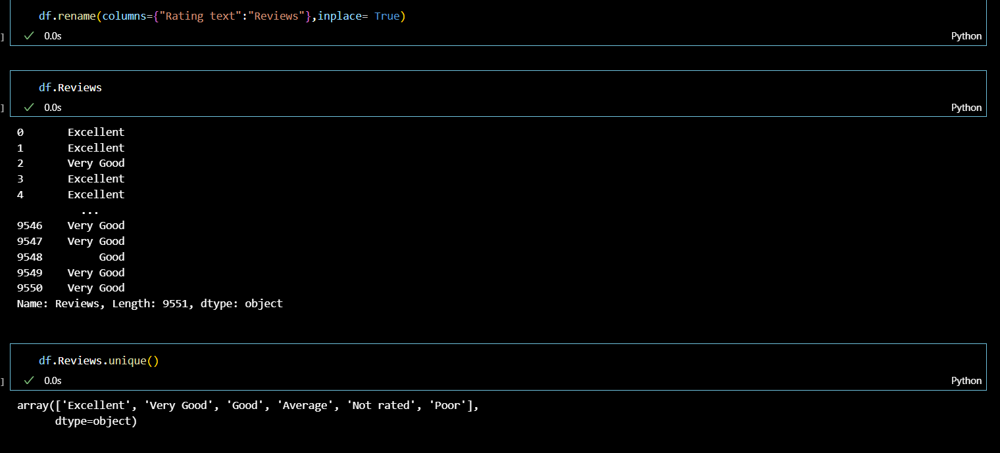 df.rename(columns={"Rating text":"Reviews"},inplace= True)
] ✓ 0.0s Python
df.Reviews
] ✓ 0.0s Python
0 Excellent
1 Excellent
2 Very Good
3 Excellent
4 Excellent
...
9546 Very Good
9547 Very Good
9548 Good
9549 Very Good
9550 Very Good
Name: Reviews, Length: 9551, dtype: object
df.Reviews.unique()
] ✓ 0.0s Python
array(['Excellent', 'Very Good', 'Good', 'Average', 'Not rated', 'Poor'],
dtype=object)